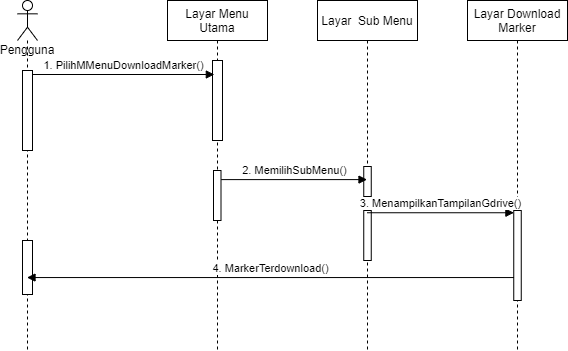 Layar Menu
Utama
Layar  Sub Menu
Layar Download
Marker
Pengguna
1. PilihMMenuDownloadMarker()
2. MemilihSubMenu()
3. MenampilkanTampilanGdrive()
4. MarkerTerdownload()